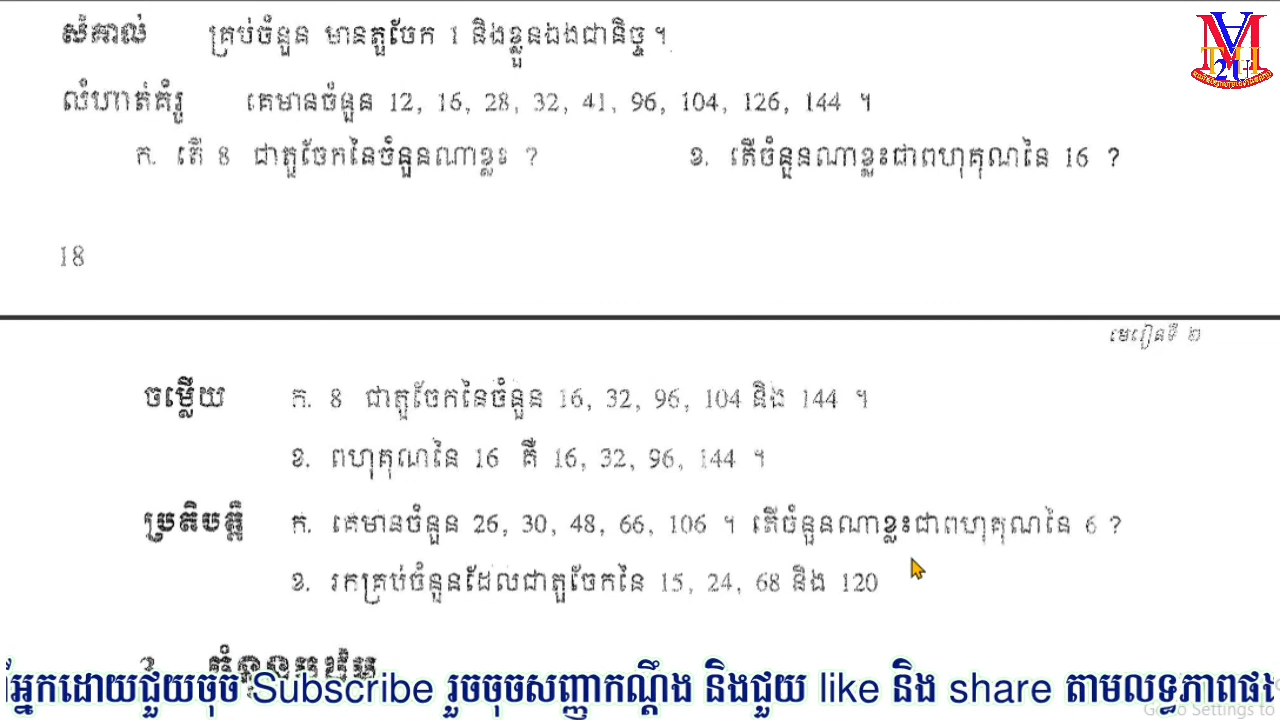 សំគាល់ គ្រប់ចំនួន មានតួចែក 1 និងខ្លួនឯងជានិច្ច ។
លំហាត់គំរូ គេមានចំនួន 12, 16, 28, 32, 41, 96, 104, 126, 144 ។
ក. តើ 8 ជាតួចែកនៃចំនួនណាខ្លះ ? ខ. តើចំនួនណាខ្លះជាពហុគុណនៃ 16 ?
18
មេរៀនទី ២
ចម្លើយ ក. 8 ជាតួចែកនៃចំនួន 16, 32, 96, 104 និង 144 ។
ខ. ពហុគុណនៃ 16 គឺ 16, 32, 96, 144 ។
ប្រតិបត្តិ ក. គេមានចំនួន 26, 30, 48, 66, 106 ។ តើចំនួនណាខ្លះជាពហុគុណនៃ 6 ?
ខ. រកគ្រប់ចំនួនដែលជាតួចែកនៃ 15, 24, 68 និង 120
អ្នកដោយជួយចុច Subscribe រួចចុចសញ្ញាកណ្ដឹង និងជួយ like និង share តាមលទ្ធភាពផង
Go to Settings to